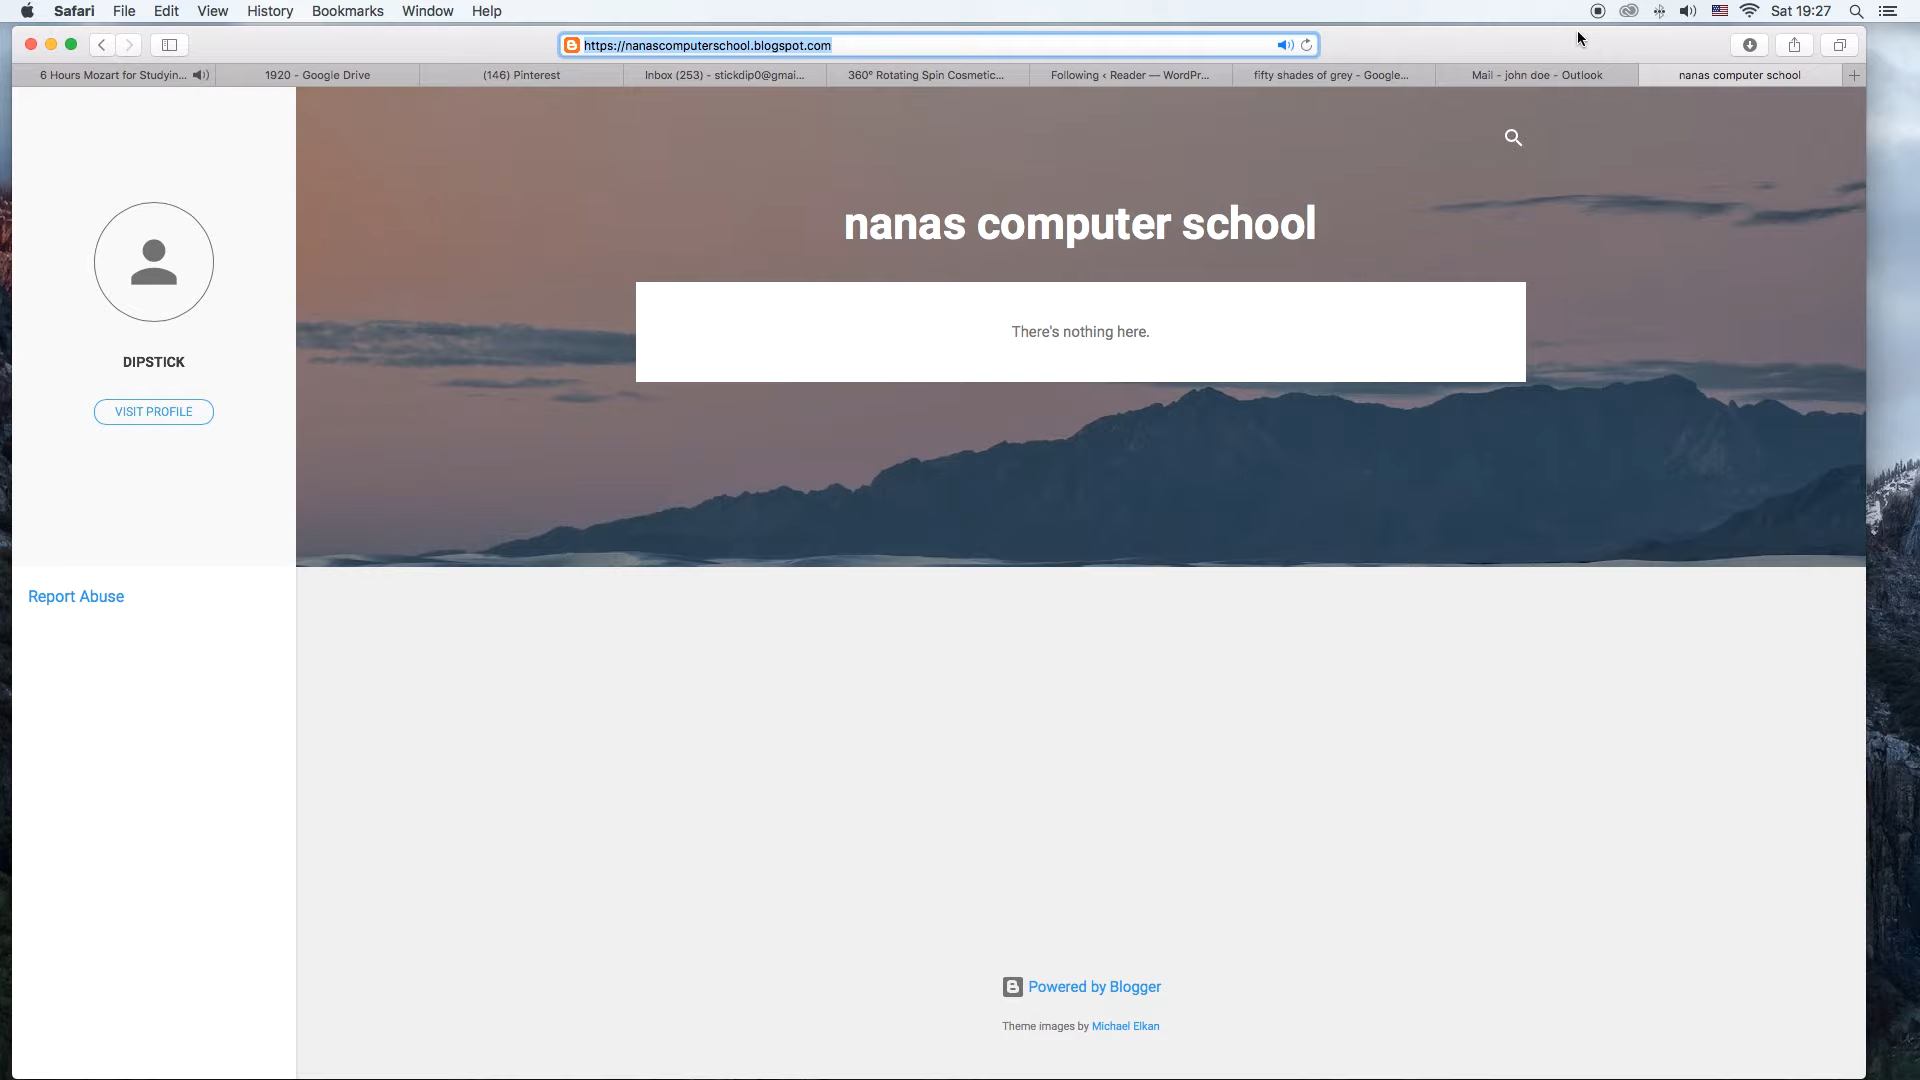 Safari File Edit View History Bookmarks Window Help Sat 19:27
https://nanascomputerschool.blogspot.com
6 Hours Mozart for Studyin... 1920 - Google Drive (146) Pinterest Inbox (253) - stickdip0@gmai... 360° Rotating Spin Cosmetic... Following ‹ Reader — WordPr... fifty shades of grey - Google... Mail - john doe - Outlook nanas computer school
nanas computer school
There's nothing here.
DIPSTICK
VISIT PROFILE
Report Abuse
Powered by Blogger
Theme images by Michael Elkan